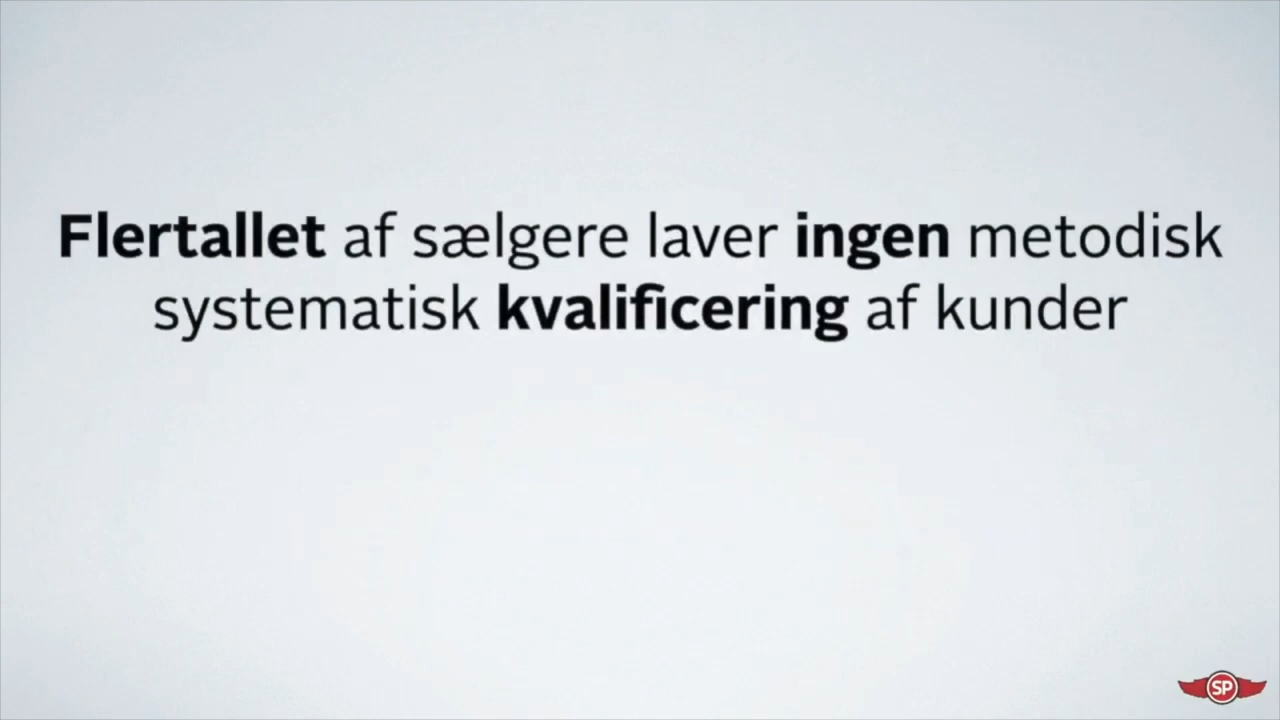 Flertallet af sælgere laver ingen metodisk
systematisk kvalificering af kunder
SP